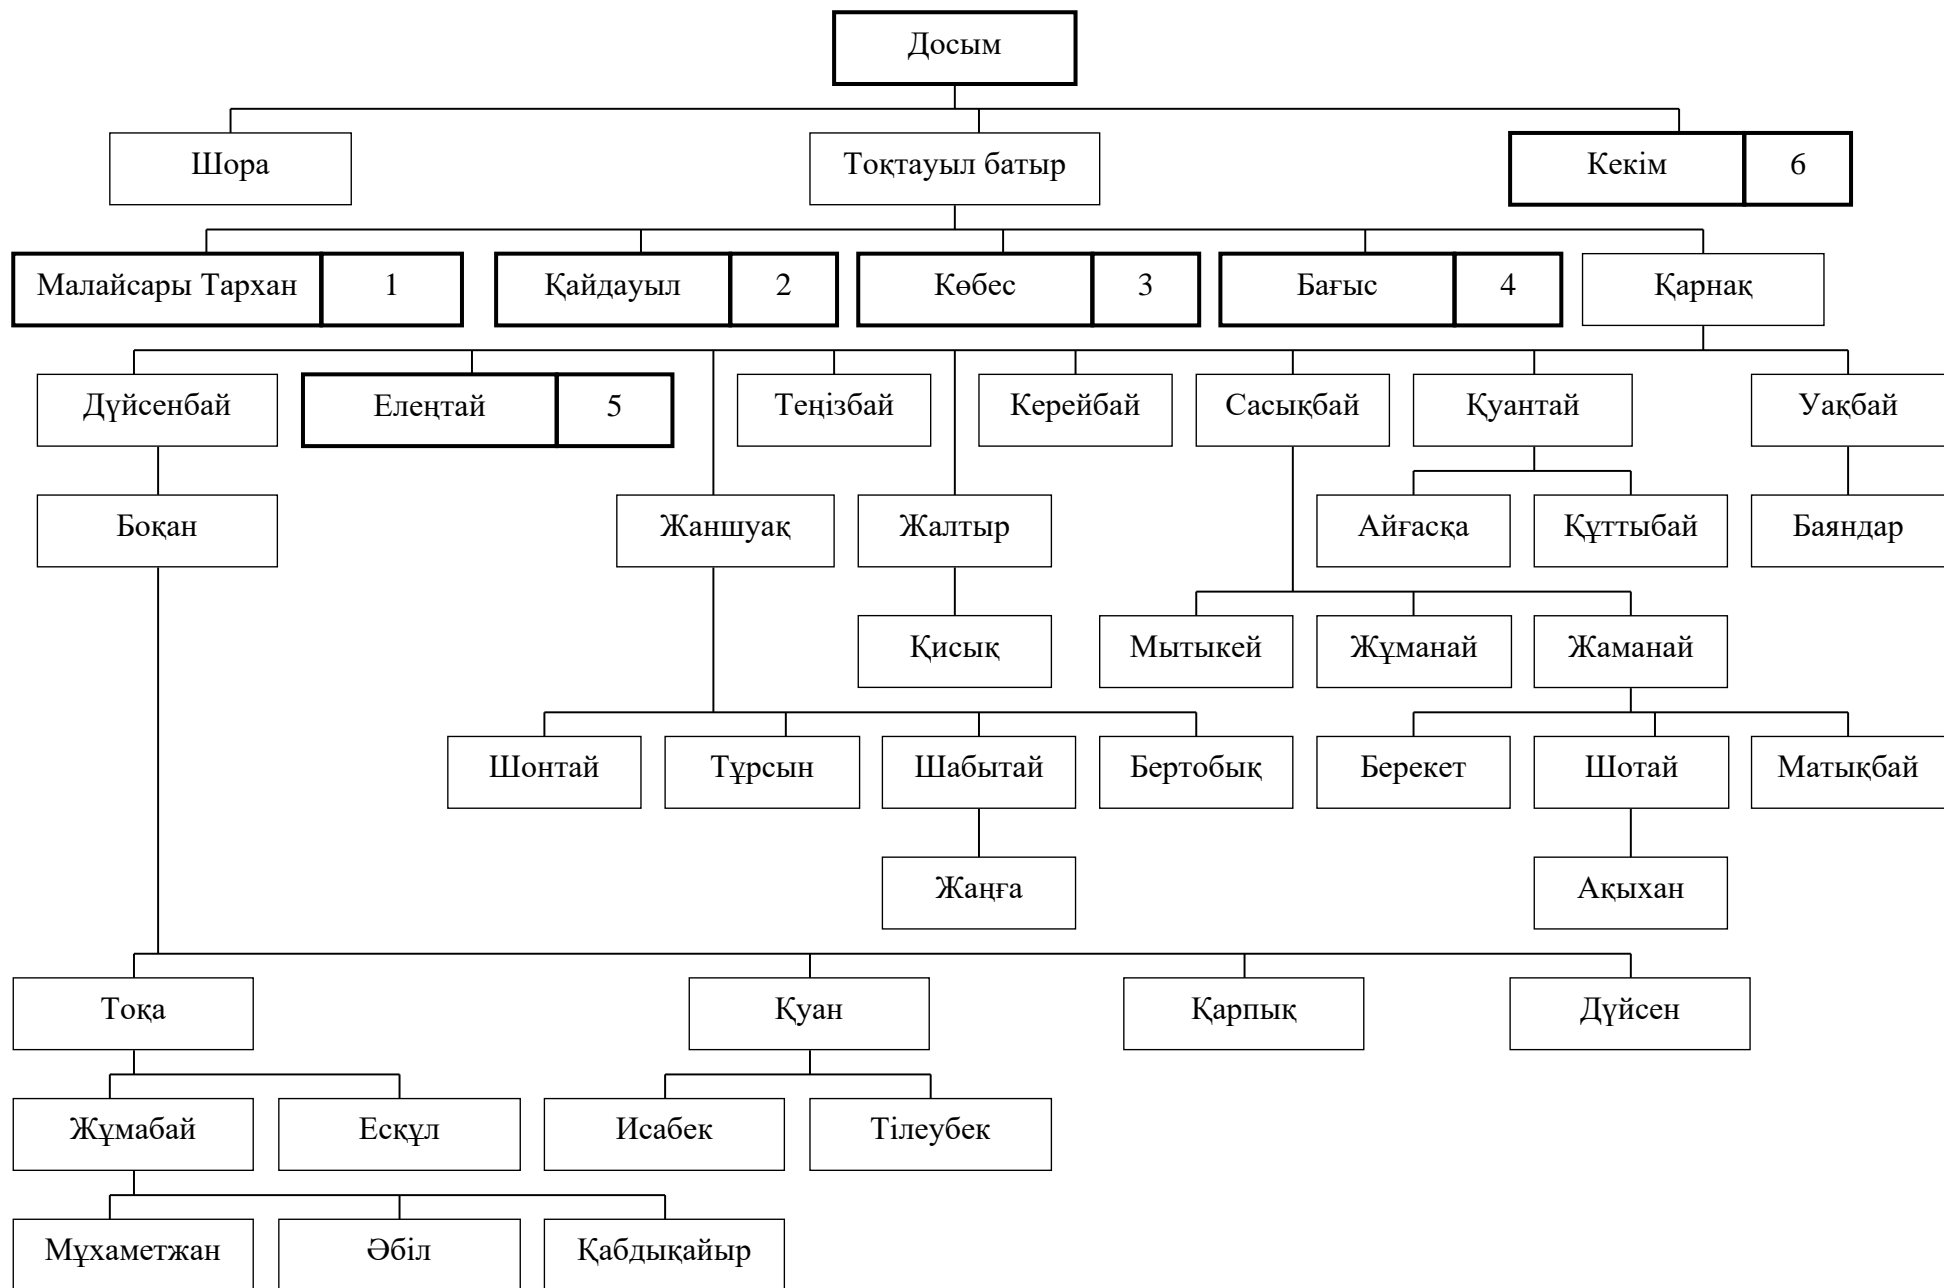 Досым
Шора
Тоқтауыл батыр
Кекім 6
Малайсары Тархан 1
Қайдауыл 2
Көбес 3
Бағыс 4
Қарнақ
Дүйсенбай
Елеңтай 5
Теңізбай
Керейбай
Сасықбай
Қуантай
Уақбай
Боқан
Жаншуақ
Жалтыр
Айғасқа
Құттыбай
Баяндар
Қисық
Мытыкей
Жұманай
Жаманай
Шонтай
Тұрсын
Шабытай
Бертобық
Берекет
Шотай
Матықбай
Жаңға
Ақыхан
Тоқа
Қуан
Қарпық
Дүйсен
Жұмабай
Есқұл
Исабек
Тілеубек
Мұхаметжан
Әбіл
Қабдықайыр